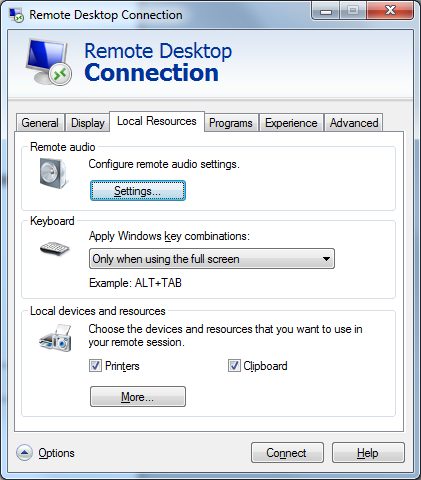 Remote Desktop Connection
Remote Desktop
Connection
General Display Local Resources Programs Experience Advanced
Remote audio
Configure remote audio settings.
Settings...
Keyboard
Apply Windows key combinations:
Only when using the full screen
Example: ALT+TAB
Local devices and resources
Choose the devices and resources that you want to use in
your remote session.
Printers Clipboard
More...
Options Connect Help